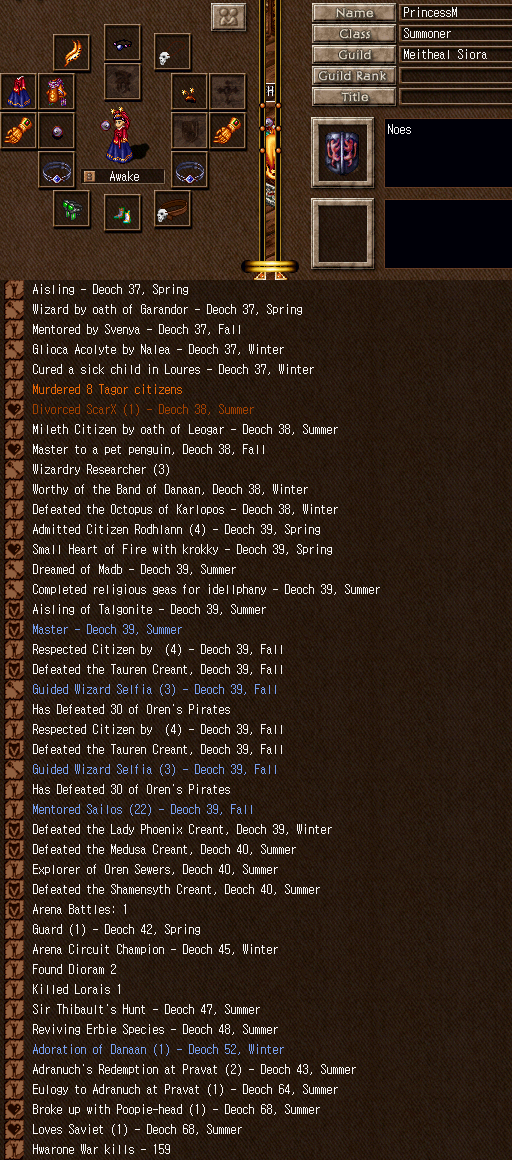 Name PrincessM
Class Summoner
Guild Meitheal Siora
Guild Rank
Title
H
Noes
8 Awake
Aisling - Deoch 37, Spring
Wizard by oath of Garandor - Deoch 37, Spring
Mentored by Svenya - Deoch 37, Fall
Glioca Acolyte by Nalea - Deoch 37, Winter
Cured a sick child in Loures - Deoch 37, Winter
Murdered 8 Tagor citizens
Divorced ScarX (1) - Deoch 38, Summer
Mileth Citizen by oath of Leogar - Deoch 38, Summer
Master to a pet penguin, Deoch 38, Fall
Wizardry Researcher (3)
Worthy of the Band of Danaan, Deoch 38, Winter
Defeated the Octopus of Karlopos - Deoch 38, Winter
Admitted Citizen Rodhlann (4) - Deoch 39, Spring
Small Heart of Fire with krokky - Deoch 39, Spring
Dreamed of Madb - Deoch 39, Summer
Completed religious geas for idellphany - Deoch 39, Summer
Aisling of Talgonite - Deoch 39, Summer
Master - Deoch 39, Summer
Respected Citizen by (4) - Deoch 39, Fall
Defeated the Tauren Creant, Deoch 39, Fall
Guided Wizard Selfia (3) - Deoch 39, Fall
Has Defeated 30 of Oren's Pirates
Respected Citizen by (4) - Deoch 39, Fall
Defeated the Tauren Creant, Deoch 39, Fall
Guided Wizard Selfia (3) - Deoch 39, Fall
Has Defeated 30 of Oren's Pirates
Mentored Sailos (22) - Deoch 39, Fall
Defeated the Lady Phoenix Creant, Deoch 39, Winter
Defeated the Medusa Creant, Deoch 40, Summer
Explorer of Oren Sewers, Deoch 40, Summer
Defeated the Shamensyth Creant, Deoch 40, Summer
Arena Battles: 1
Guard (1) - Deoch 42, Spring
Arena Circuit Champion - Deoch 45, Winter
Found Dioram 2
Killed Lorais 1
Sir Thibault's Hunt - Deoch 47, Summer
Reviving Erbie Species - Deoch 48, Summer
Adoration of Danaan (1) - Deoch 52, Winter
Adranuch's Redemption at Pravat (2) - Deoch 43, Summer
Eulogy to Adranuch at Pravat (1) - Deoch 64, Summer
Broke up with Poopie-head (1) - Deoch 68, Summer
Loves Saviet (1) - Deoch 68, Summer
Hwarone War kills - 159